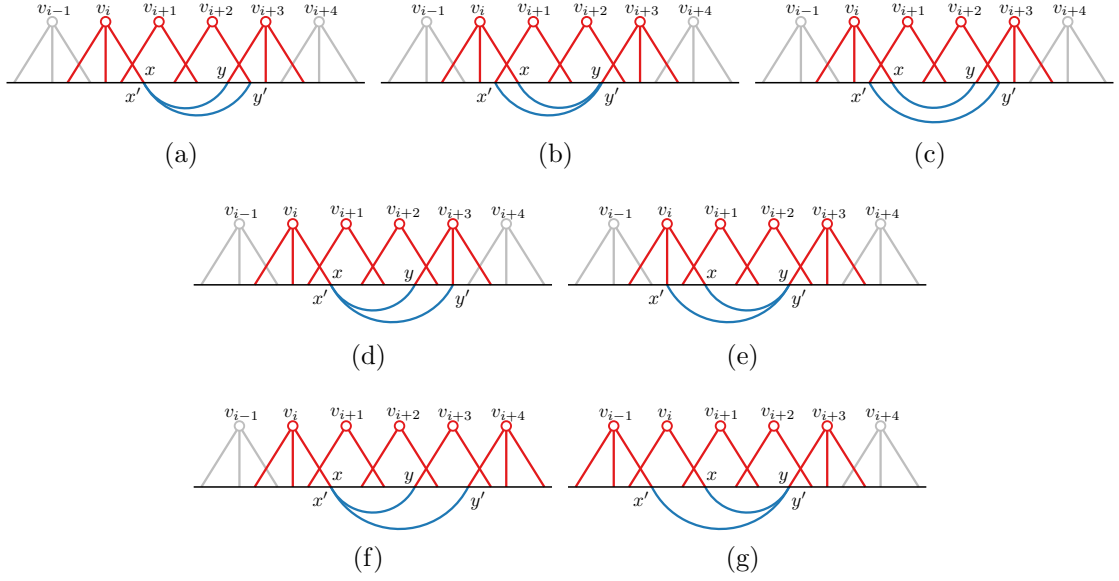 v_{i−1} v_i v_{i+1} v_{i+2} v_{i+3} v_{i+4} v_{i−1} v_i v_{i+1} v_{i+2} v_{i+3} v_{i+4} v_{i−1} v_i v_{i+1} v_{i+2} v_{i+3} v_{i+4}
x y x y x y
x′ y′ x′ y′ x′ y′
(a) (b) (c)
v_{i−1} v_i v_{i+1} v_{i+2} v_{i+3} v_{i+4} v_{i−1} v_i v_{i+1} v_{i+2} v_{i+3} v_{i+4}
x y x y
x′ y′ x′ y′
(d) (e)
v_{i−1} v_i v_{i+1} v_{i+2} v_{i+3} v_{i+4} v_{i−1} v_i v_{i+1} v_{i+2} v_{i+3} v_{i+4}
x y x y
x′ y′ x′ y′
(f) (g)